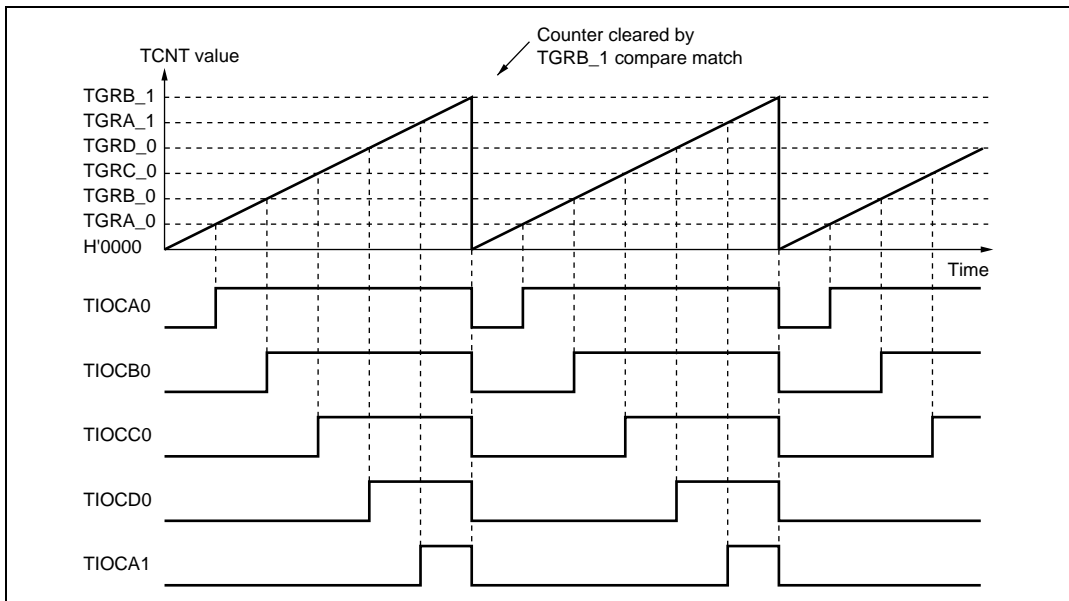 Counter cleared by
TGRB_1 compare match
TCNT value
TGRB_1
TGRA_1
TGRD_0
TGRC_0
TGRB_0
TGRA_0
H'0000
Time
TIOCA0
TIOCB0
TIOCC0
TIOCD0
TIOCA1